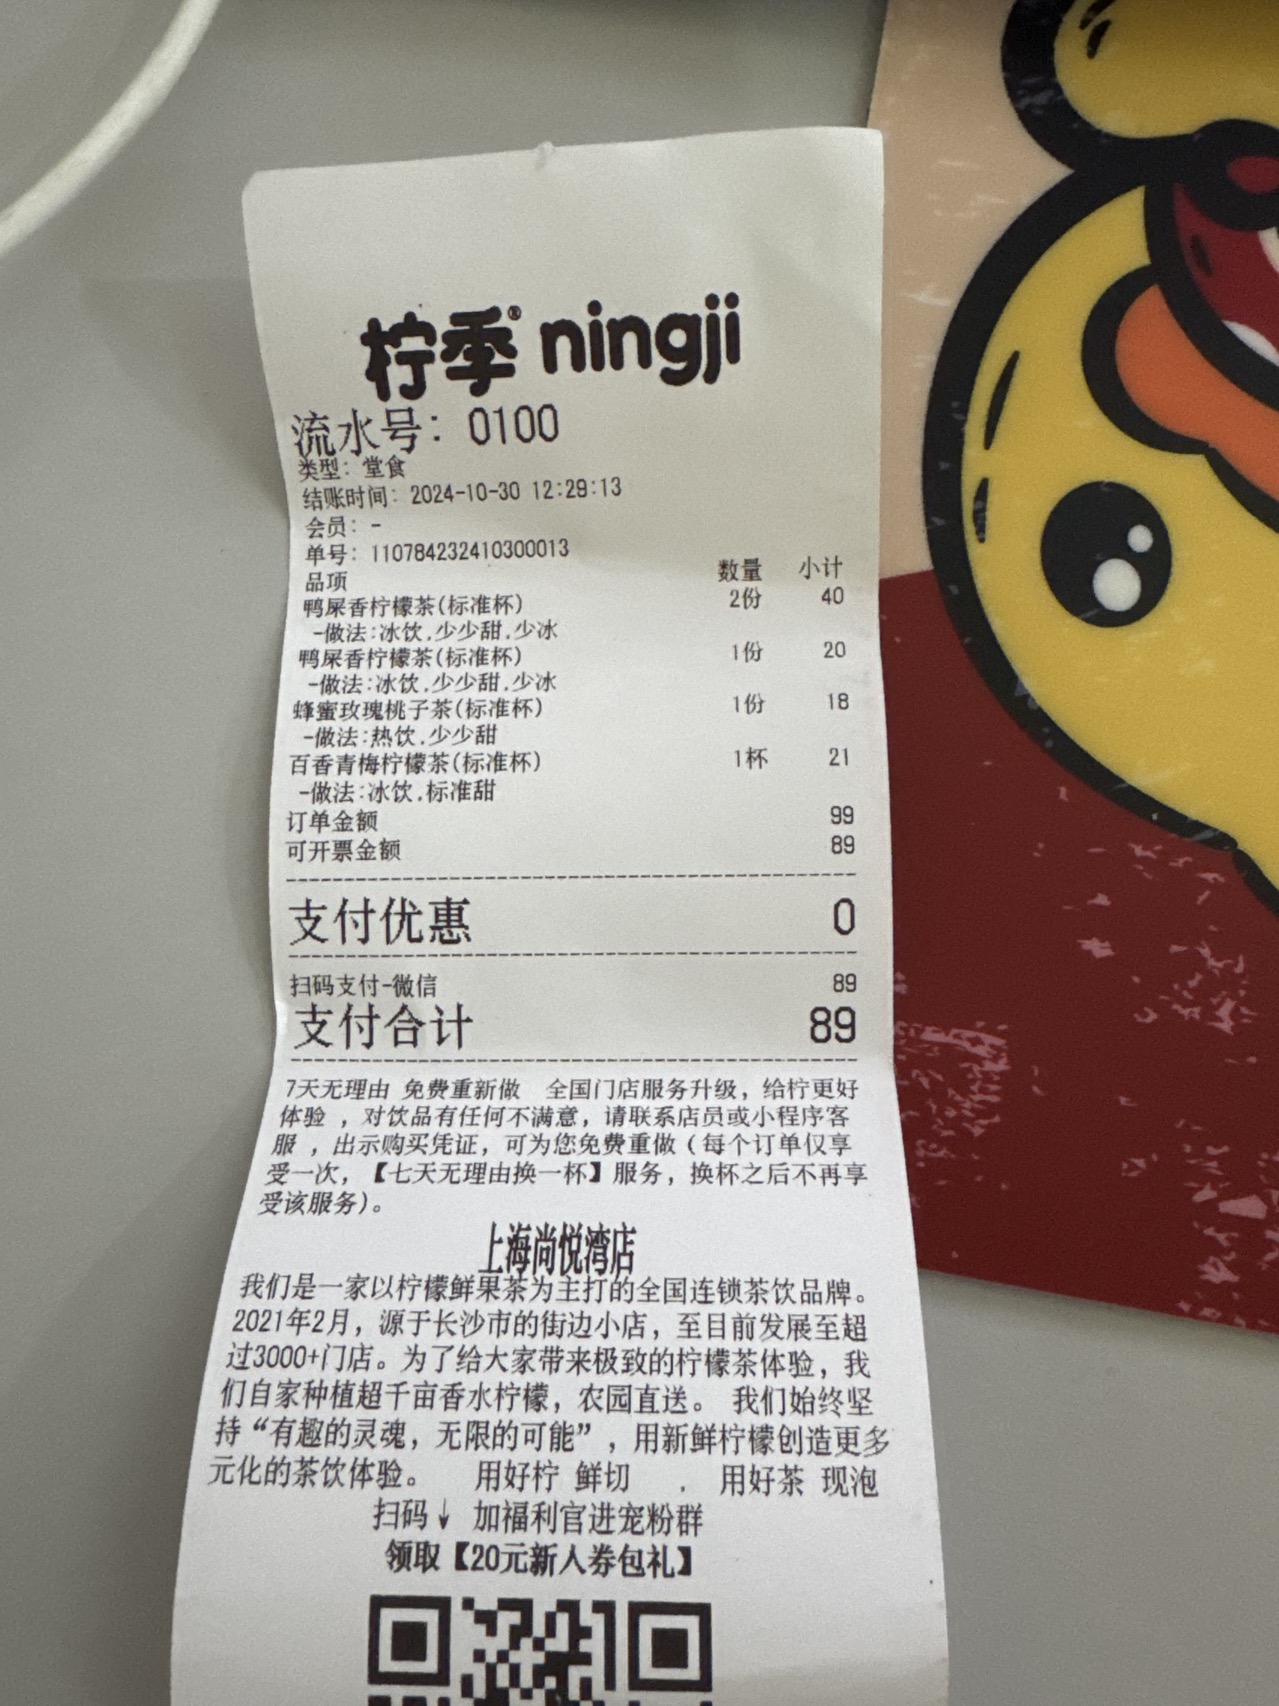 柠季® ningji
流水号: 0100
类型: 堂食
结账时间: 2024-10-30 12:29:13
会员: -
单号: 110784232410300013
品项 数量 小计
鸭屎香柠檬茶(标准杯) 2份 40
-做法:冰饮,少少甜,少冰
鸭屎香柠檬茶(标准杯) 1份 20
-做法:冰饮,少少甜,少冰
蜂蜜玫瑰桃子茶(标准杯) 1份 18
-做法:热饮,少少甜
百香青梅柠檬茶(标准杯) 1杯 21
-做法:冰饮,标准甜
订单金额 99
可开票金额 89
支付优惠 0
扫码支付-微信 89
支付合计 89
7天无理由 免费重新做 全国门店服务升级，给柠更好
体验 ，对饮品有任何不满意，请联系店员或小程序客
服 ，出示购买凭证，可为您免费重做（每个订单仅享
受一次，【七天无理由换一杯】服务，换杯之后不再享
受该服务）。
上海尚悦湾店
我们是一家以柠檬鲜果茶为主打的全国连锁茶饮品牌。
2021年2月，源于长沙市的街边小店，至目前发展至超
过3000+门店。为了给大家带来极致的柠檬茶体验，我
们自家种植超千亩香水柠檬，农园直送。 我们始终坚
持“有趣的灵魂，无限的可能”，用新鲜柠檬创造更多
元化的茶饮体验。 用好柠 鲜切 . 用好茶 现泡
扫码↓ 加福利官进宠粉群
领取【20元新人券包礼】